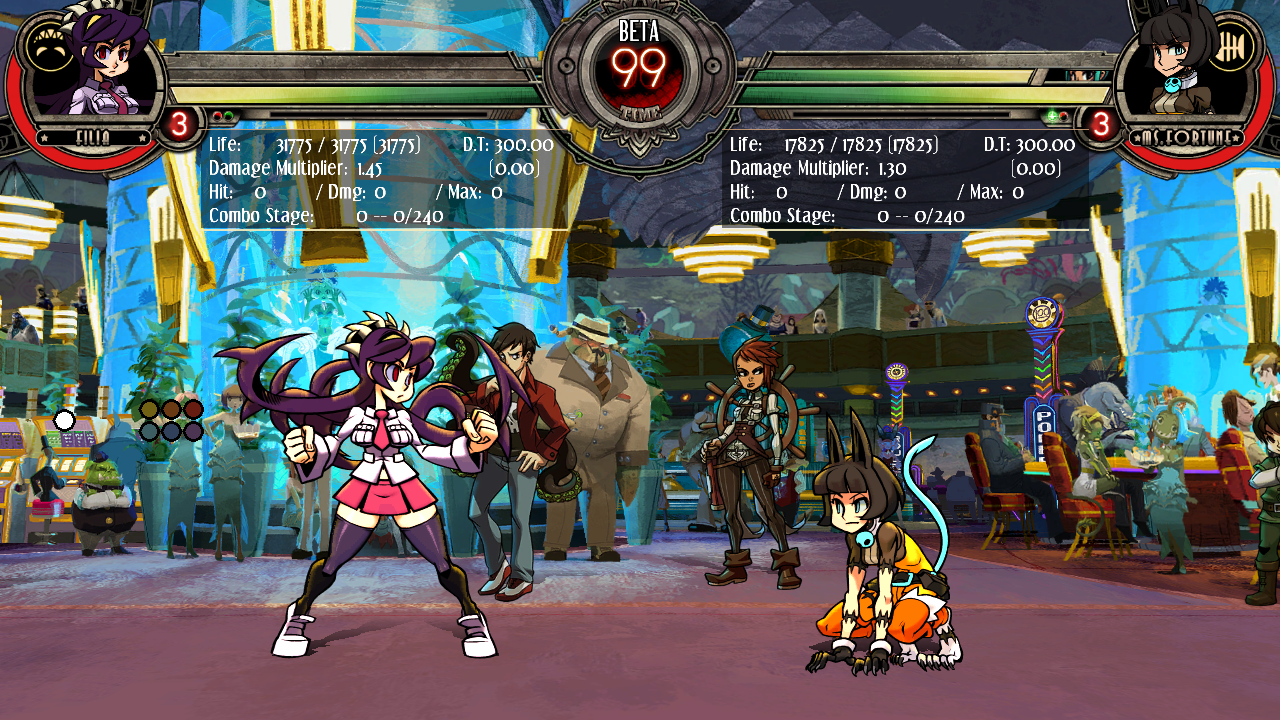 BETA
99
TIME
FILIA
3
3
MS. FORTUNE
Life: 31775 / 31775 (31775) D.T: 300.00
Damage Multiplier: 1.45 (0.00)
Hit: 0 / Dmg: 0 / Max: 0
Combo Stage: 0 -- 0/240
Life: 17825 / 17825 (17825) D.T: 300.00
Damage Multiplier: 1.30 (0.00)
Hit: 0 / Dmg: 0 / Max: 0
Combo Stage: 0 -- 0/240